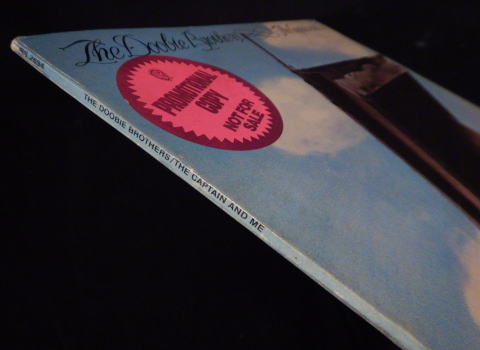 The Doobie Brothers
PROMOTIONAL
COPY
NOT FOR
SALE
THE DOOBIE BROTHERS/THE CAPTAIN AND ME